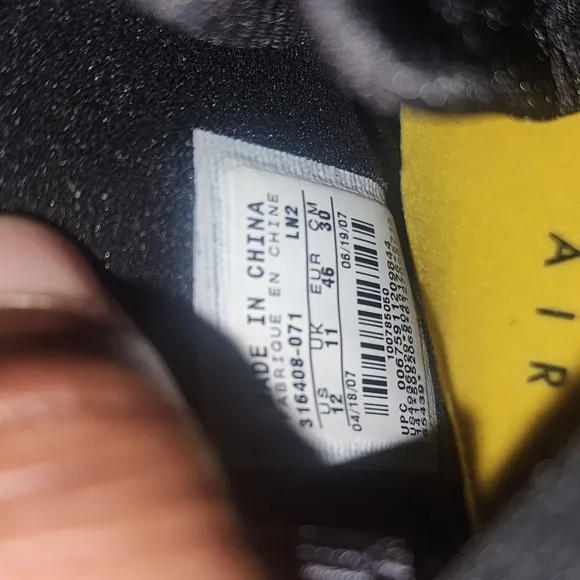 MADE IN CHINA
FABRIQUE EN CHINE
316408-071 LN2
US UK EUR CM
12 11 46 30
04/18/07 06/19/07
100785050
UPC 00675911209844
AIR